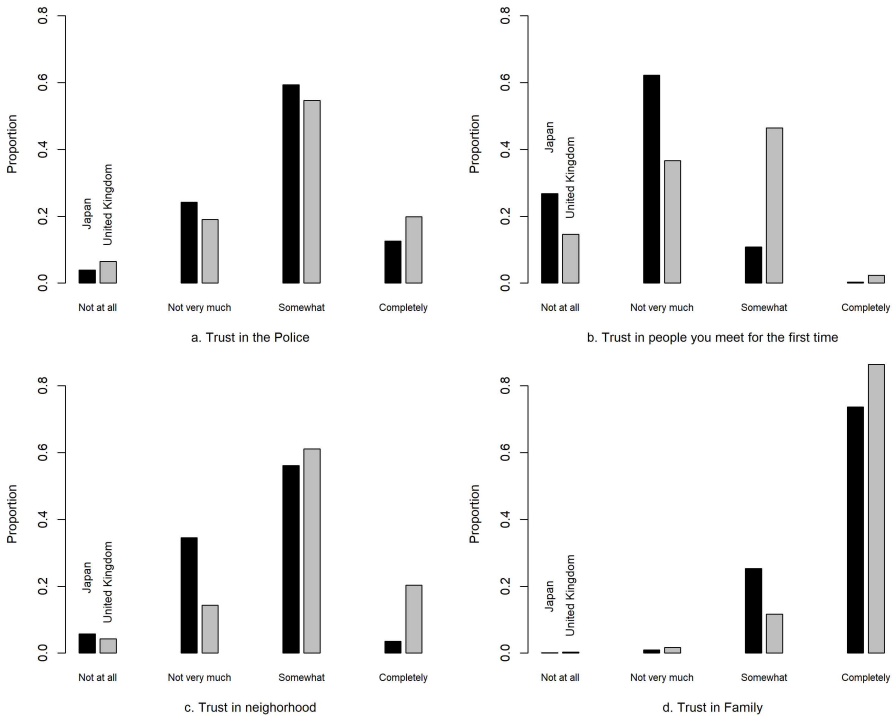 0.8
0.6
0.4
0.2
0.0
Proportion
Japan
United Kingdom
Not at all Not very much Somewhat Completely
a. Trust in the Police
0.8
0.6
0.4
0.2
0.0
Proportion
Japan
United Kingdom
Not at all Not very much Somewhat Completely
b. Trust in people you meet for the first time
0.8
0.6
0.4
0.2
0.0
Proportion
Japan
United Kingdom
Not at all Not very much Somewhat Completely
c. Trust in neighorhood
0.8
0.6
0.4
0.2
0.0
Proportion
Japan
United Kingdom
Not at all Not very much Somewhat Completely
d. Trust in Family